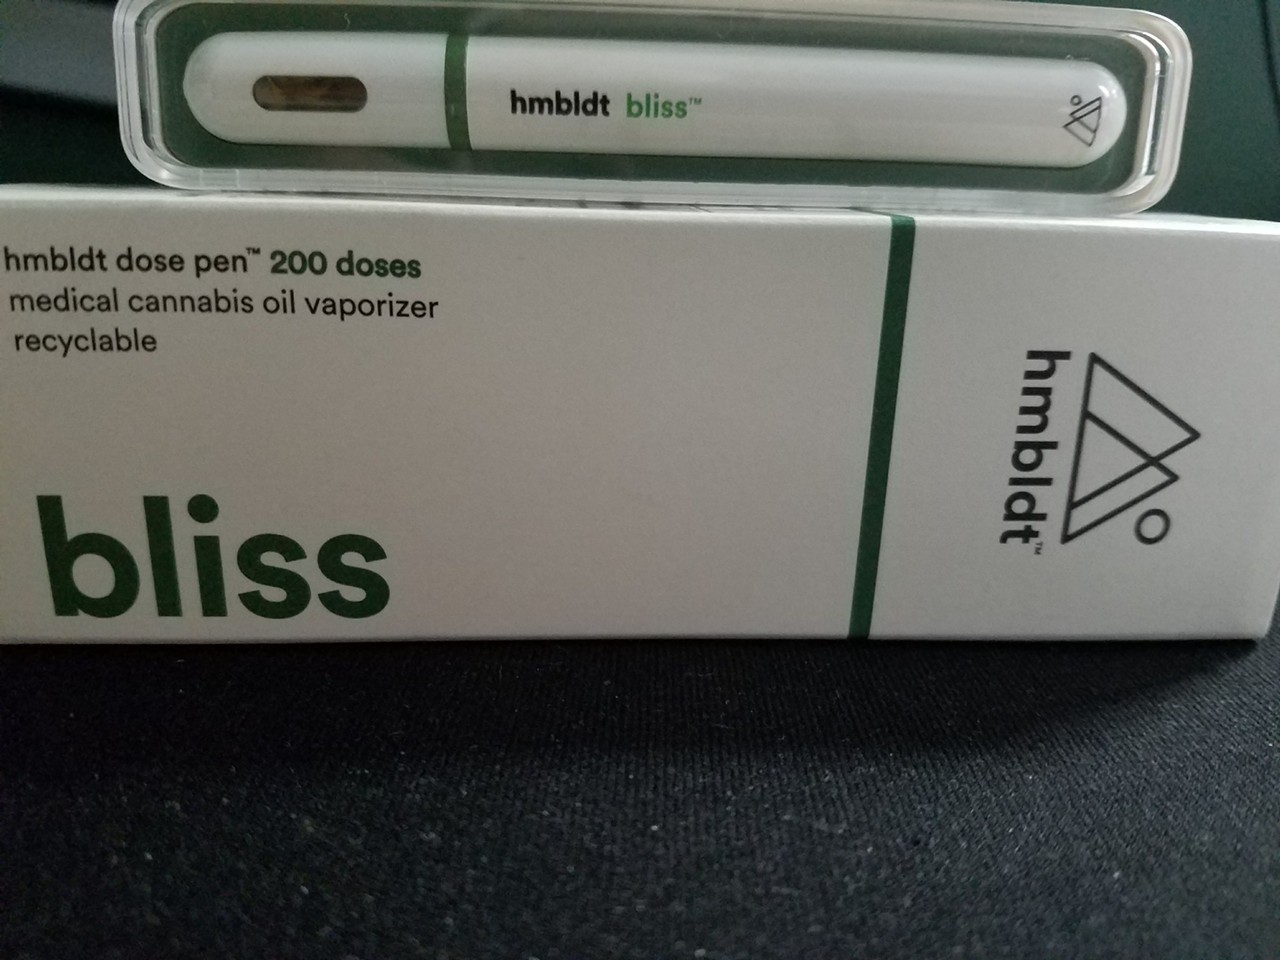 hmbldt bliss™
hmbldt dose pen™ 200 doses
medical cannabis oil vaporizer
recyclable
bliss
hmbldt™